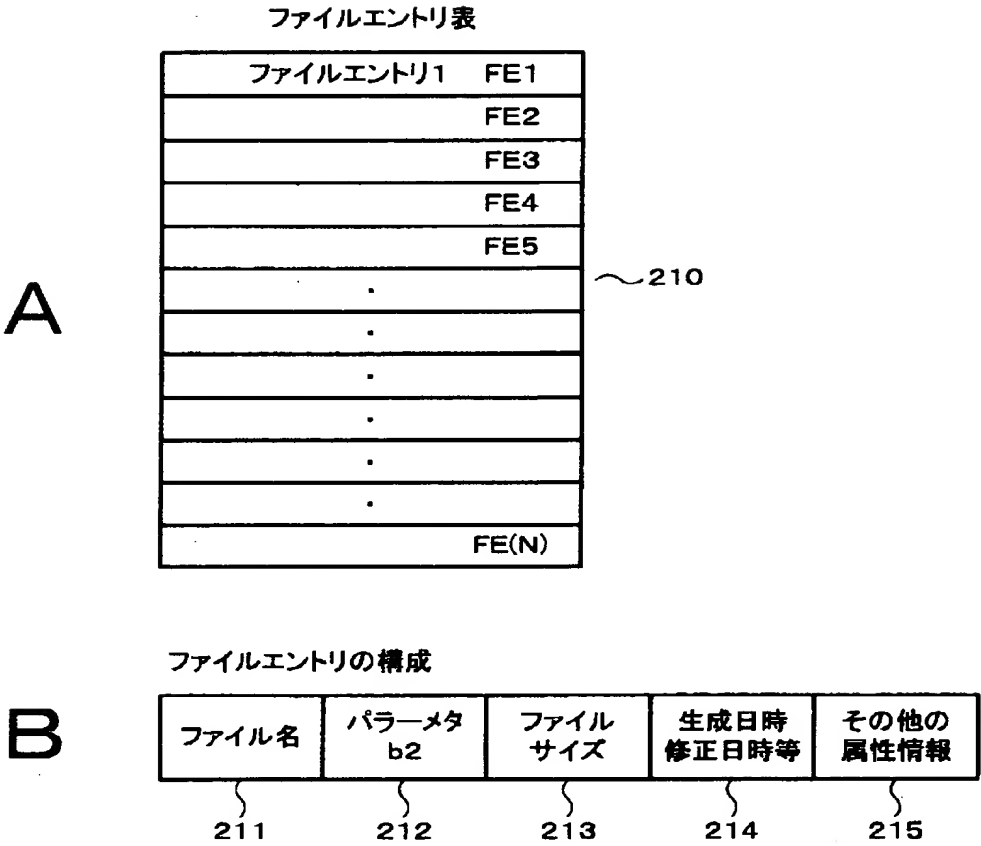 ファイルエントリ表
ファイルエントリ1 FE1
FE2
FE3
FE4
FE5
.
.
.
.
.
.
FE(N)
210
A
ファイルエントリの構成
B
ファイル名
パラーメタ
b2
ファイル
サイズ
生成日時
修正日時等
その他の
属性情報
211
212
213
214
215